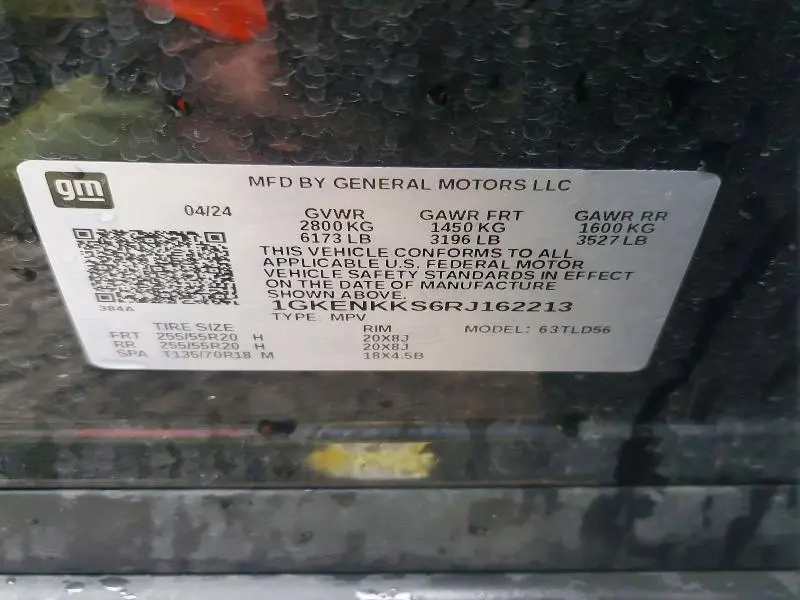 gm
MFD BY GENERAL MOTORS LLC
04/24 GVWR GAWR FRT GAWR RR
2800 KG 1450 KG 1600 KG
6173 LB 3196 LB 3527 LB
THIS VEHICLE CONFORMS TO ALL
APPLICABLE U.S. FEDERAL MOTOR
VEHICLE SAFETY STANDARDS IN EFFECT
ON THE DATE OF MANUFACTURE
SHOWN ABOVE.
384A
1GKENKKS6RJ162213
TYPE: MPV
TIRE SIZE RIM MODEL: 63TLD56
FRT 255/55R20 H 20X8J
RR 255/55R20 H 20X8J
SPA T135/70R18 M 18X4.5B